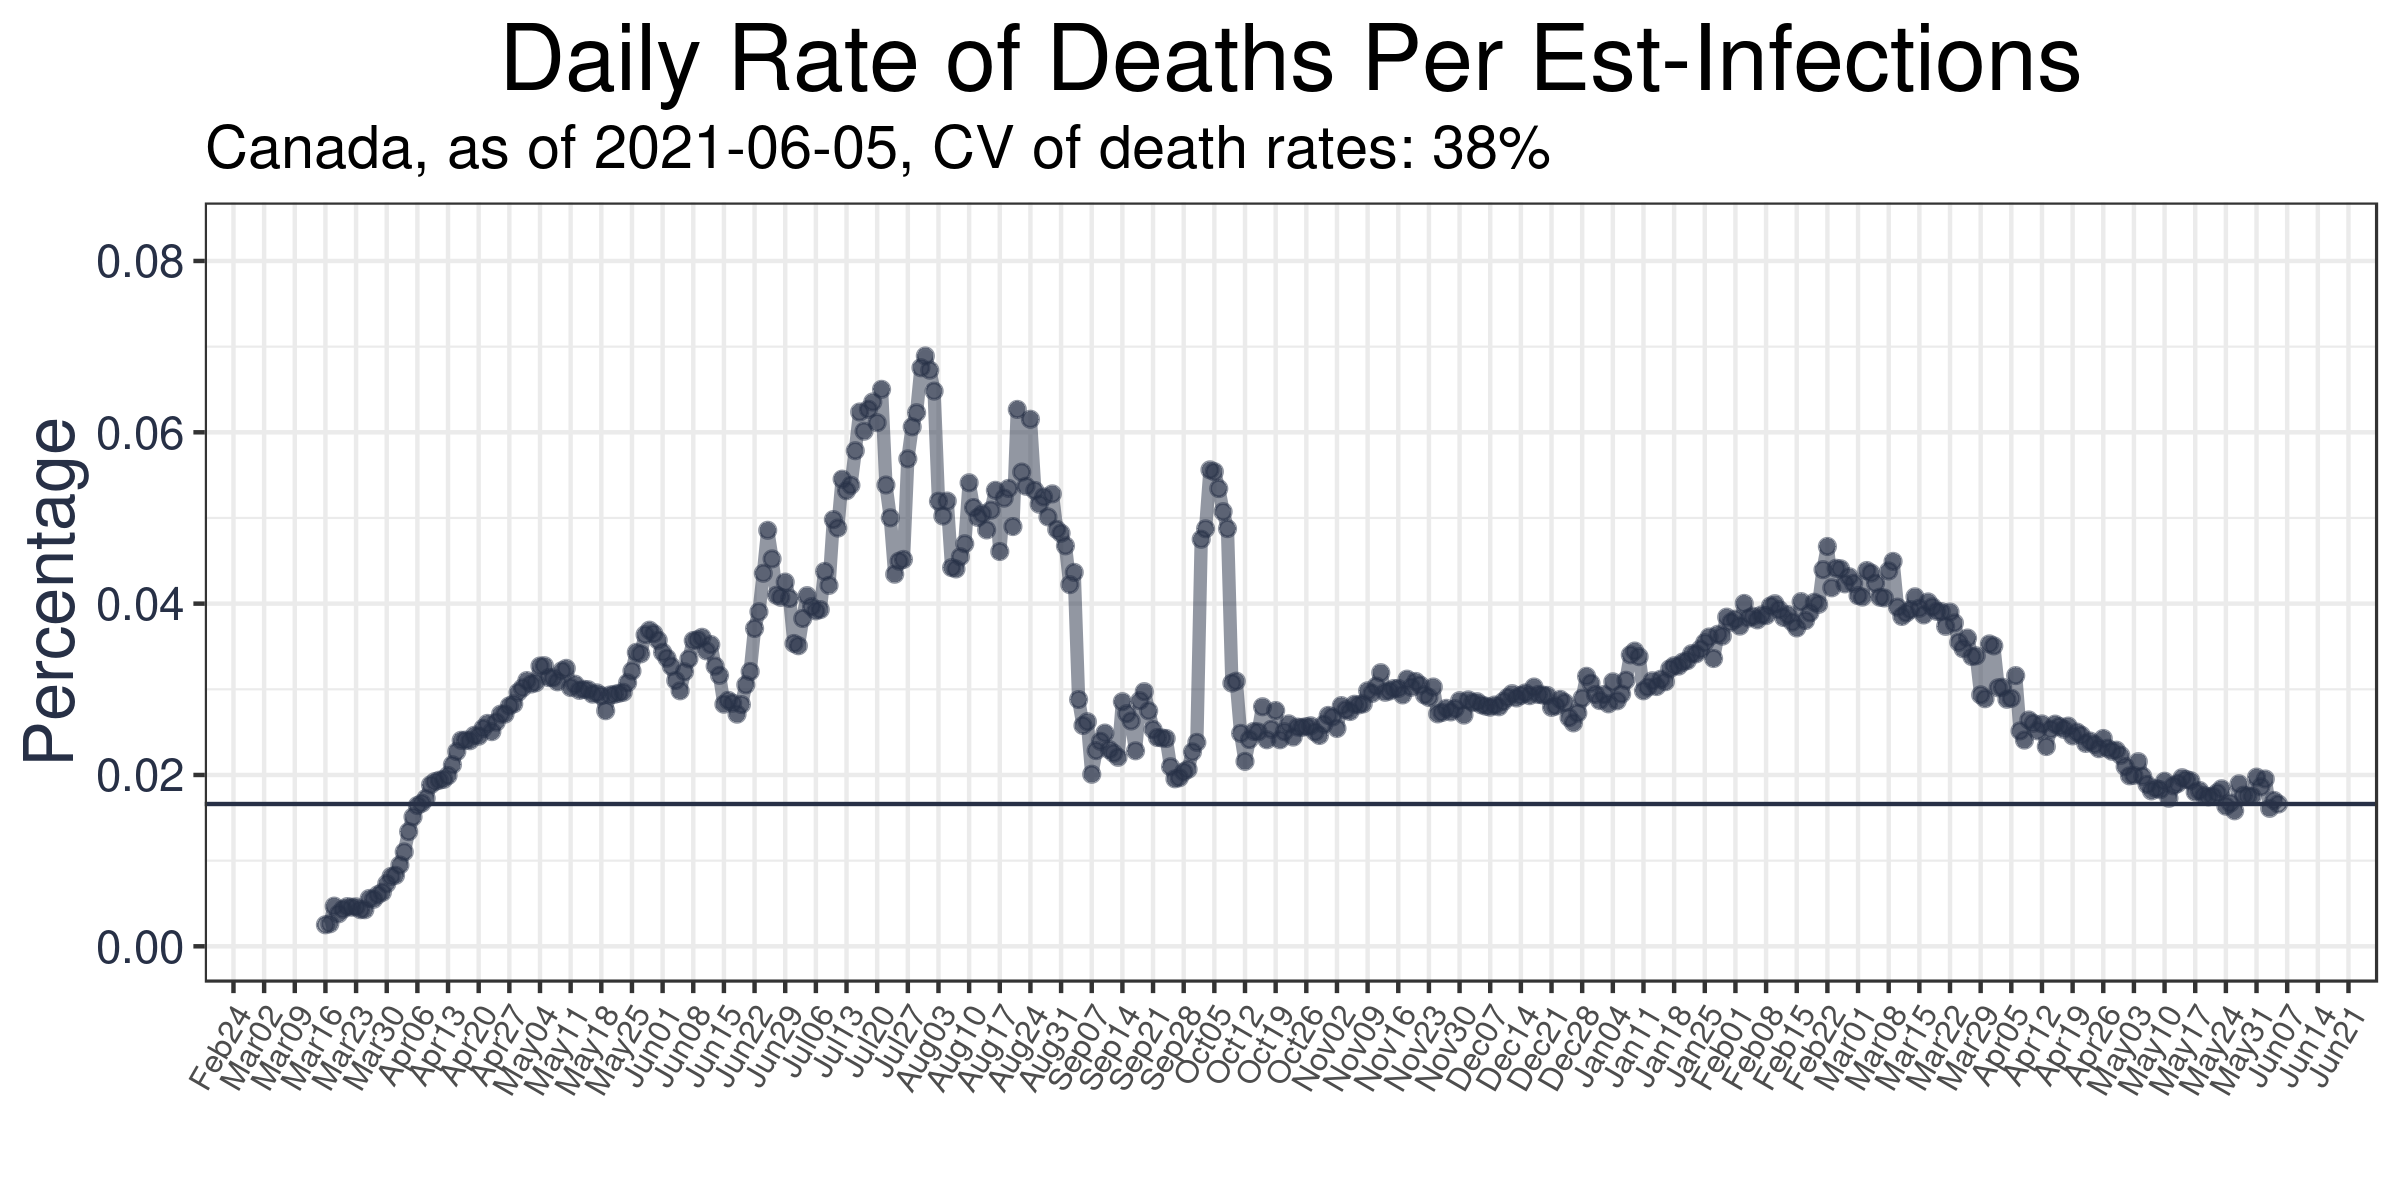 Daily Rate of Deaths Per Est-Infections
Canada, as of 2021-06-05, CV of death rates: 38%
Percentage
0.08
0.06
0.04
0.02
0.00
Feb24
Mar02
Mar09
Mar16
Mar23
Mar30
Apr06
Apr13
Apr20
Apr27
May04
May11
May18
May25
Jun01
Jun08
Jun15
Jun22
Jun29
Jul06
Jul13
Jul20
Jul27
Aug03
Aug10
Aug17
Aug24
Aug31
Sep07
Sep14
Sep21
Sep28
Oct05
Oct12
Oct19
Oct26
Nov02
Nov09
Nov16
Nov23
Nov30
Dec07
Dec14
Dec21
Dec28
Jan04
Jan11
Jan18
Jan25
Feb01
Feb08
Feb15
Feb22
Mar01
Mar08
Mar15
Mar22
Mar29
Apr05
Apr12
Apr19
Apr26
May03
May10
May17
May24
May31
Jun07
Jun14
Jun21